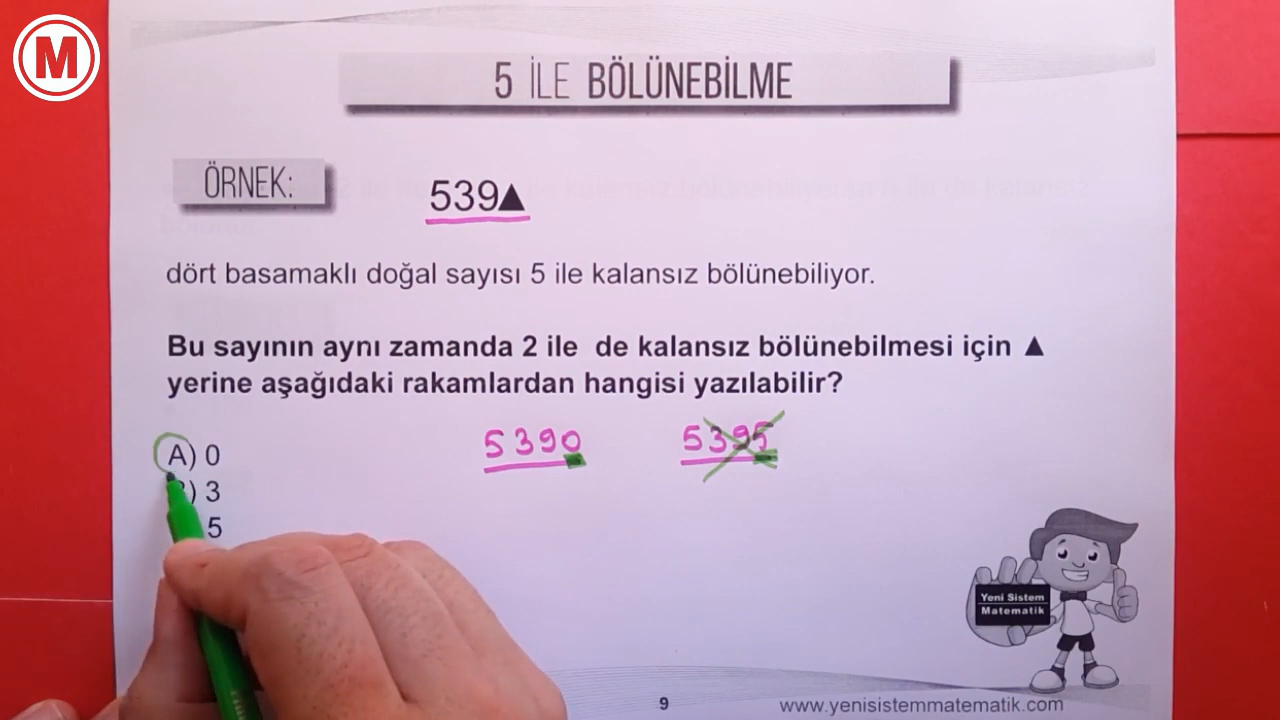 M
5 İLE BÖLÜNEBİLME
ÖRNEK:
539▲
dört basamaklı doğal sayısı 5 ile kalansız bölünebiliyor.
Bu sayının aynı zamanda 2 ile de kalansız bölünebilmesi için ▲
yerine aşağıdaki rakamlardan hangisi yazılabilir?
5390 5395
A) 0
) 3
5
Yeni Sistem
Matematik
9
www.yenisistemmatematik.com